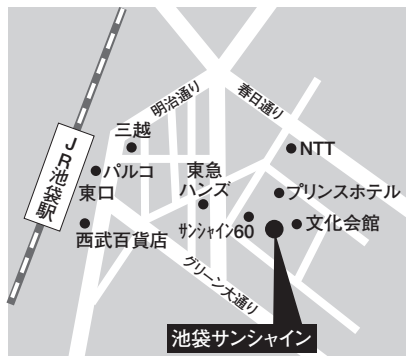 明治通り
春日通り
三越
NTT
JR池袋駅
パルコ
東急
ハンズ
プリンスホテル
東口
サンシャイン60
文化会館
西武百貨店
グリーン大通り
池袋サンシャイン